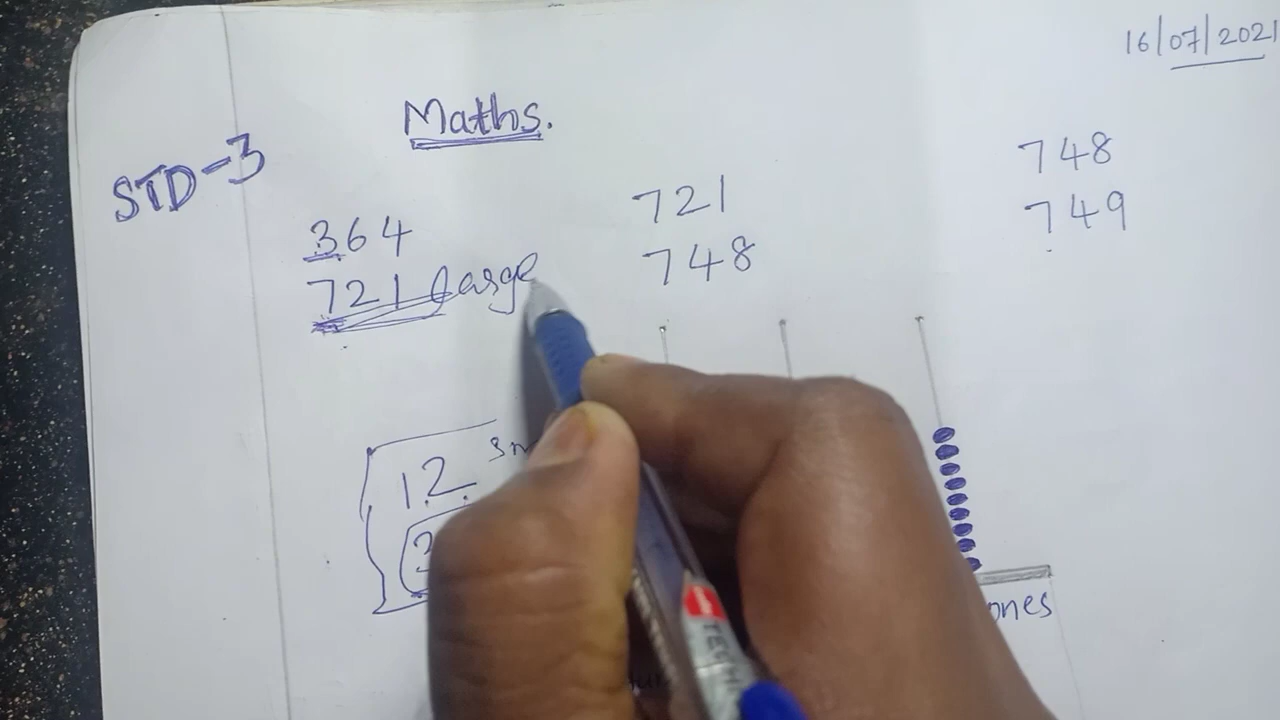 16/07/2021
Maths.
STD-3
364
721 large
721
748
748
749
12
ones